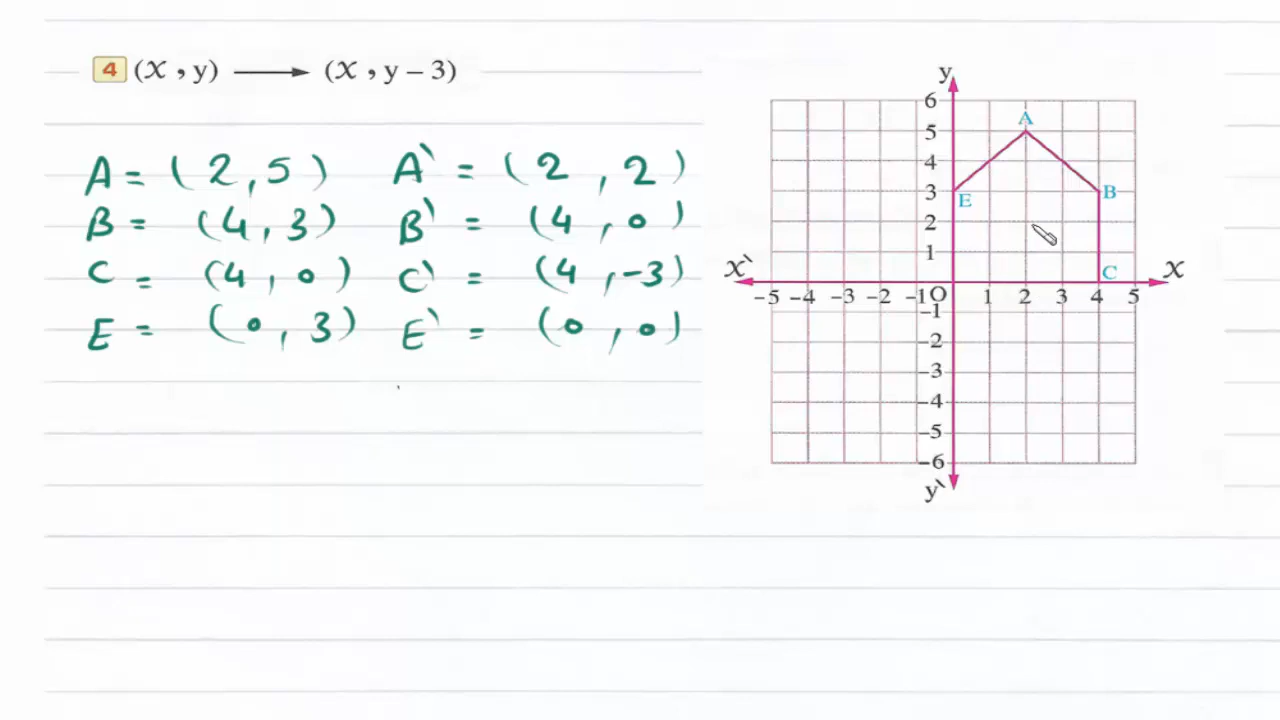 4 (x , y) ⟶ (x , y − 3)
A = ( 2 , 5 ) A` = ( 2 , 2 )
B = ( 4 , 3 ) B` = ( 4 , 0 )
C = ( 4 , 0 ) C` = ( 4 , -3 )
E = ( 0 , 3 ) E` = ( 0 , 0 )
y
6
A
5
4
3
E
B
2
1
x`
C
x
−5 −4 −3 −2 −1 O 1 2 3 4 5
−1
−2
−3
−4
−5
−6
y`